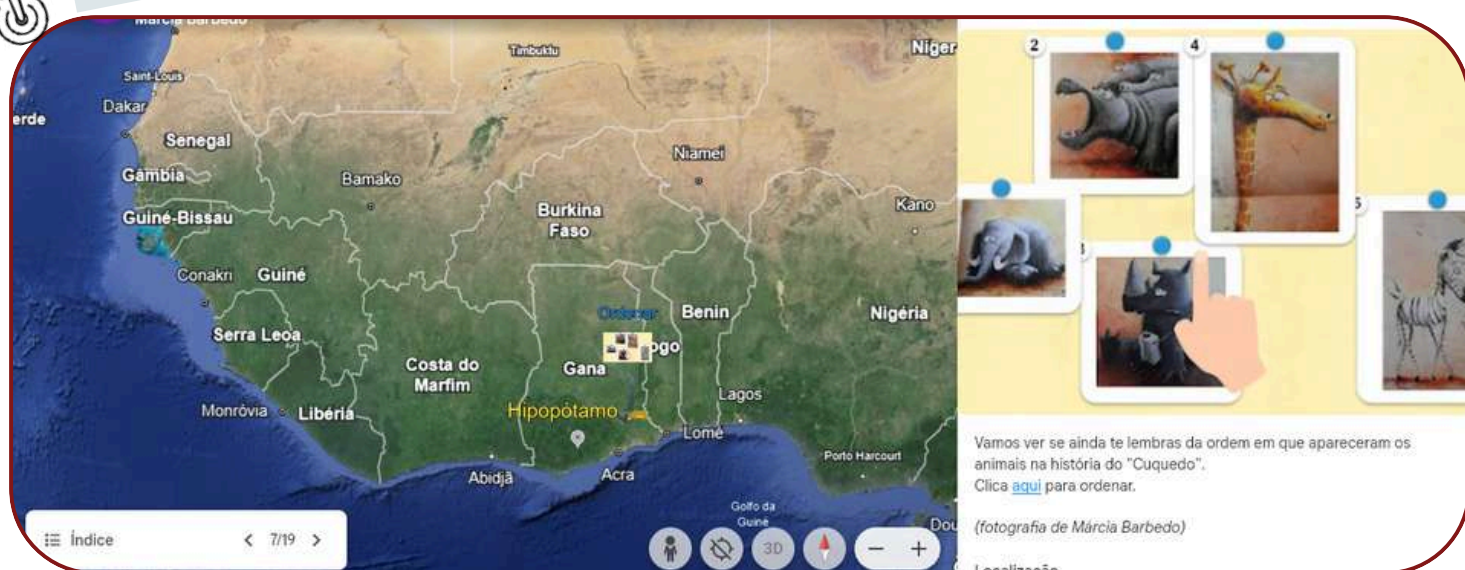 Márcia Barbedo
Timbuktu
Níger
Saint-Louis
Dakar
erde
Senegal
Niamei
Gâmbia
Bamako
Kano
Guiné-Bissau
Burkina
Faso
Conakri
Guiné
Ordenar
Benin
Nigéria
Serra Leoa
ogo
Costa do
Marfim
Gana
Lagos
Monróvia
Libéria
Hipopótamo
Lomé
Porto Harcourt
Abidjã
Acra
Golfo da
Guiné
Dou
Índice
7/19
3D
2
4
5
Vamos ver se ainda te lembras da ordem em que apareceram os
animais na história do "Cuquedo".
Clica aqui para ordenar.
(fotografia de Márcia Barbedo)
Localização